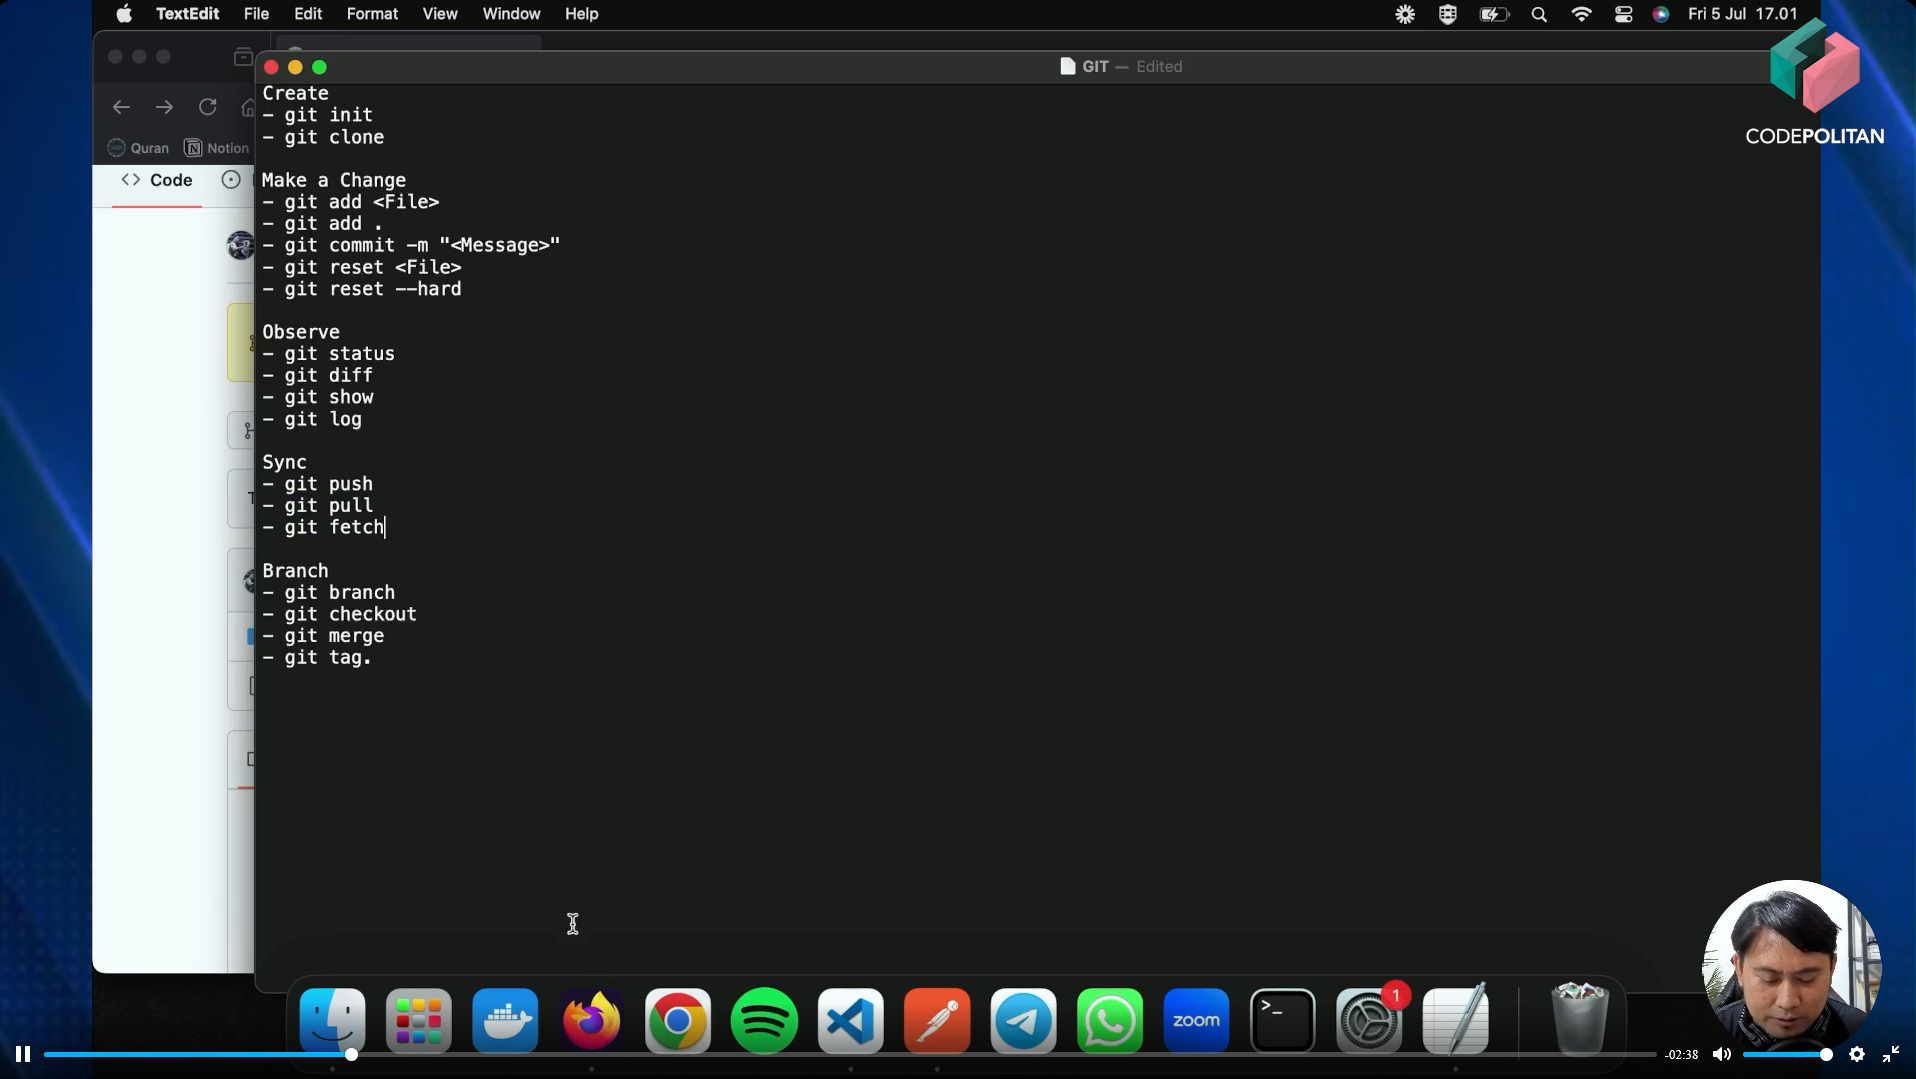 TextEdit File Edit Format View Window Help Fri 5 Jul 17.01
GIT — Edited
CODEPOLITAN
Quran Notion
Code
Create
- git init
- git clone
Make a Change
- git add <File>
- git add .
- git commit -m "<Message>"
- git reset <File>
- git reset --hard
Observe
- git status
- git diff
- git show
- git log
Sync
- git push
- git pull
- git fetch
Branch
- git branch
- git checkout
- git merge
- git tag.
zoom
>_
1
-02:38